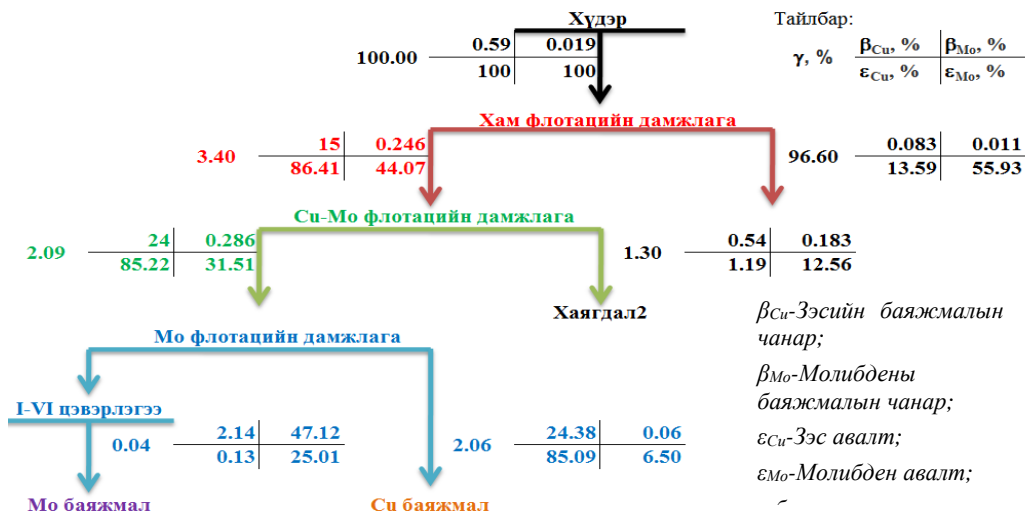 Хүдэр
Тайлбар:
100.00
0.59 0.019
100 100
γ, %
βCu, % βMo, %
εCu, % εMo, %
Хам флотацийн дамжлага
3.40
15 0.246
86.41 44.07
96.60
0.083 0.011
13.59 55.93
Cu-Mo флотацийн дамжлага
2.09
24 0.286
85.22 31.51
1.30
0.54 0.183
1.19 12.56
Хаягдал2
Mo флотацийн дамжлага
I-VI цэвэрлэгээ
0.04
2.14 47.12
0.13 25.01
2.06
24.38 0.06
85.09 6.50
Mo баяжмал
Cu баяжмал
βCu-Зэсийн баяжмалын
чанар;
βMo-Молибдены
баяжмалын чанар;
εCu-Зэс авалт;
εMo-Молибден авалт;